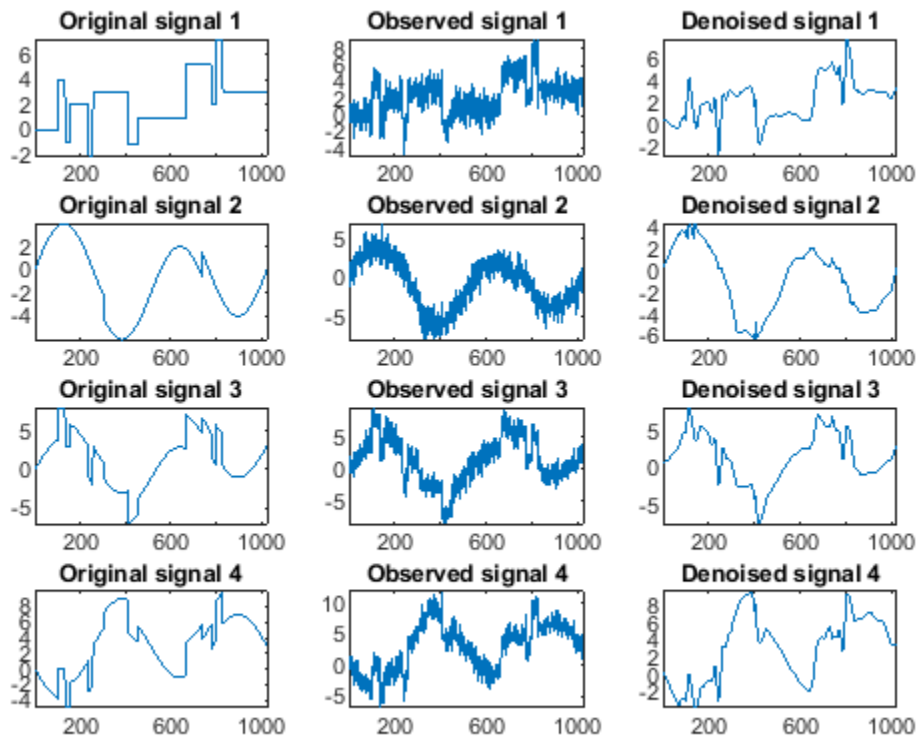 Original signal 1 Observed signal 1 Denoised signal 1
6 4 2 0 -2
8 6 4 2 0 -2 -4
6 4 2 0 -2
200 600 1000 200 600 1000 200 600 1000
Original signal 2 Observed signal 2 Denoised signal 2
2 0 -2 -4
5 0 -5
4 2 0 -2 -4 -6
200 600 1000 200 600 1000 200 600 1000
Original signal 3 Observed signal 3 Denoised signal 3
5 0 -5
5 0 -5
5 0 -5
200 600 1000 200 600 1000 200 600 1000
Original signal 4 Observed signal 4 Denoised signal 4
8 6 4 2 0 -2 -4
10 5 0 -5
8 6 4 2 0 -2
200 600 1000 200 600 1000 200 600 1000